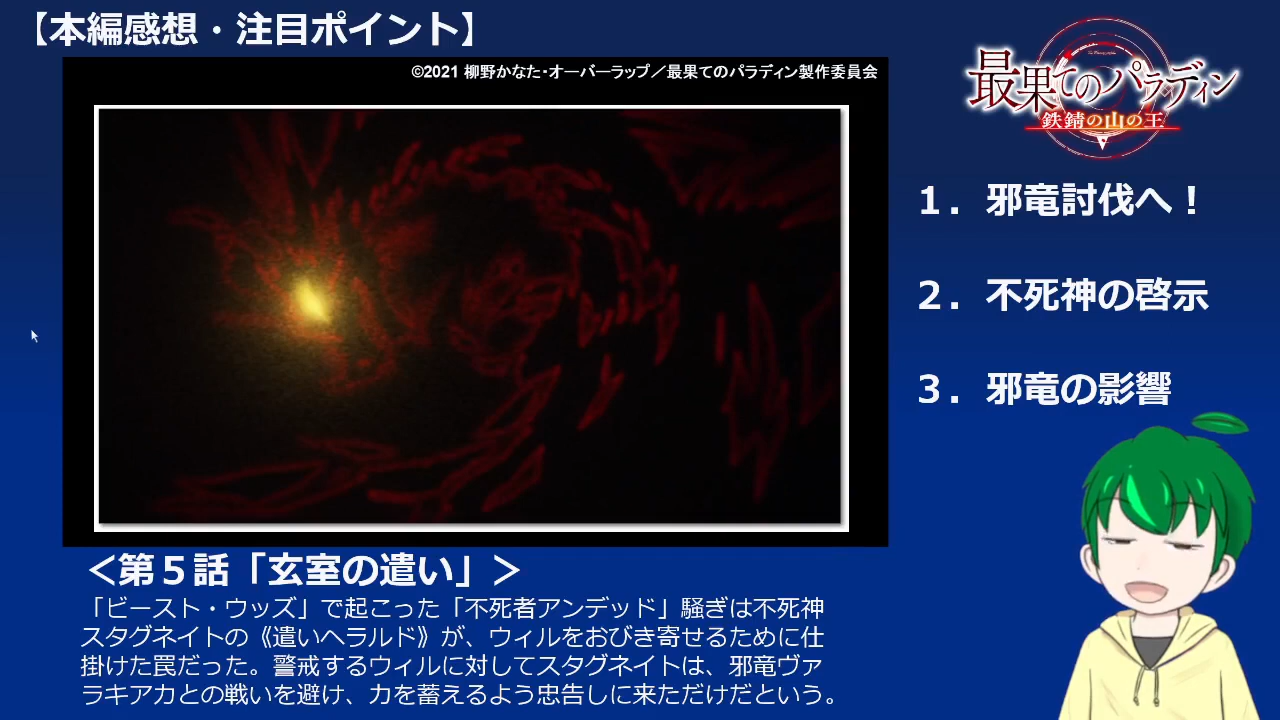 【本編感想・注目ポイント】
©2021 柳野かなた・オーバーラップ／最果てのパラディン製作委員会
最果てのパラディン
鉄錆の山の王
１．邪竜討伐へ！
２．不死神の啓示
３．邪竜の影響
＜第５話「玄室の遣い」＞
「ビースト・ウッズ」で起こった「不死者アンデッド」騒ぎは不死神
スタグネイトの《遣いヘラルド》が、ウィルをおびき寄せるために仕
掛けた罠だった。警戒するウィルに対してスタグネイトは、邪竜ヴァ
ラキアカとの戦いを避け、力を蓄えるよう忠告しに来ただけだという。